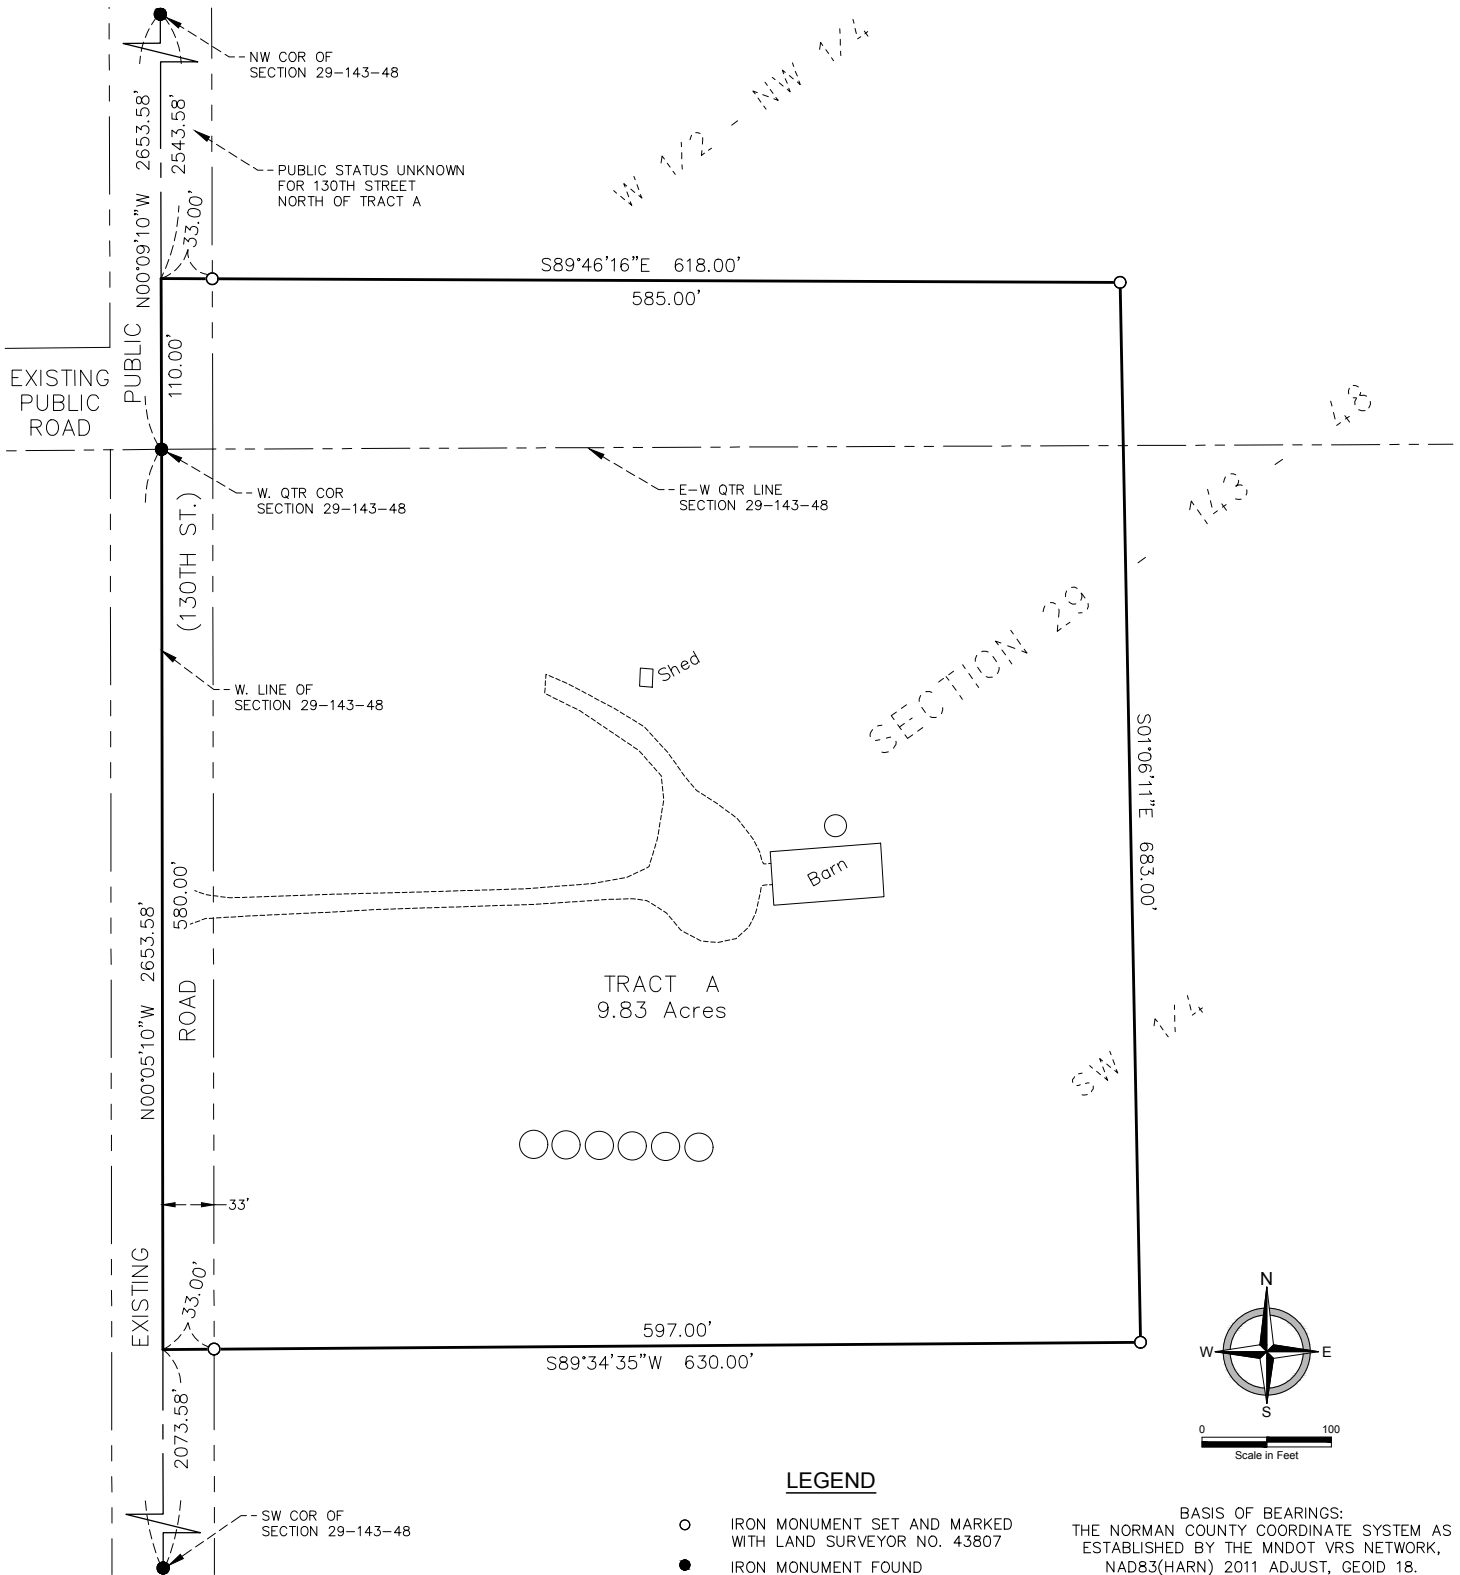 NW COR OF
SECTION 29-143-48
W 1/2 - NW 1/4
N00°09'10"W 2653.58'
2543.58'
PUBLIC STATUS UNKNOWN
FOR 130TH STREET
NORTH OF TRACT A
33.00'
S89°46'16"E 618.00'
585.00'
PUBLIC
110.00'
EXISTING
PUBLIC
ROAD
W. QTR COR
SECTION 29-143-48
E-W QTR LINE
SECTION 29-143-48
SECTION 29 - 143 - 48
(130TH ST.)
W. LINE OF
SECTION 29-143-48
Shed
S01°06'11"E 683.00'
Barn
580.00'
N00°05'10"W 2653.58'
ROAD
TRACT A
9.83 Acres
SW 1/4
33'
EXISTING
33.00'
597.00'
S89°34'35"W 630.00'
2073.58'
N
W E
S
0 100
Scale in Feet
SW COR OF
SECTION 29-143-48
LEGEND
IRON MONUMENT SET AND MARKED
WITH LAND SURVEYOR NO. 43807
IRON MONUMENT FOUND
BASIS OF BEARINGS:
THE NORMAN COUNTY COORDINATE SYSTEM AS
ESTABLISHED BY THE MNDOT VRS NETWORK,
NAD83(HARN) 2011 ADJUST, GEOID 18.